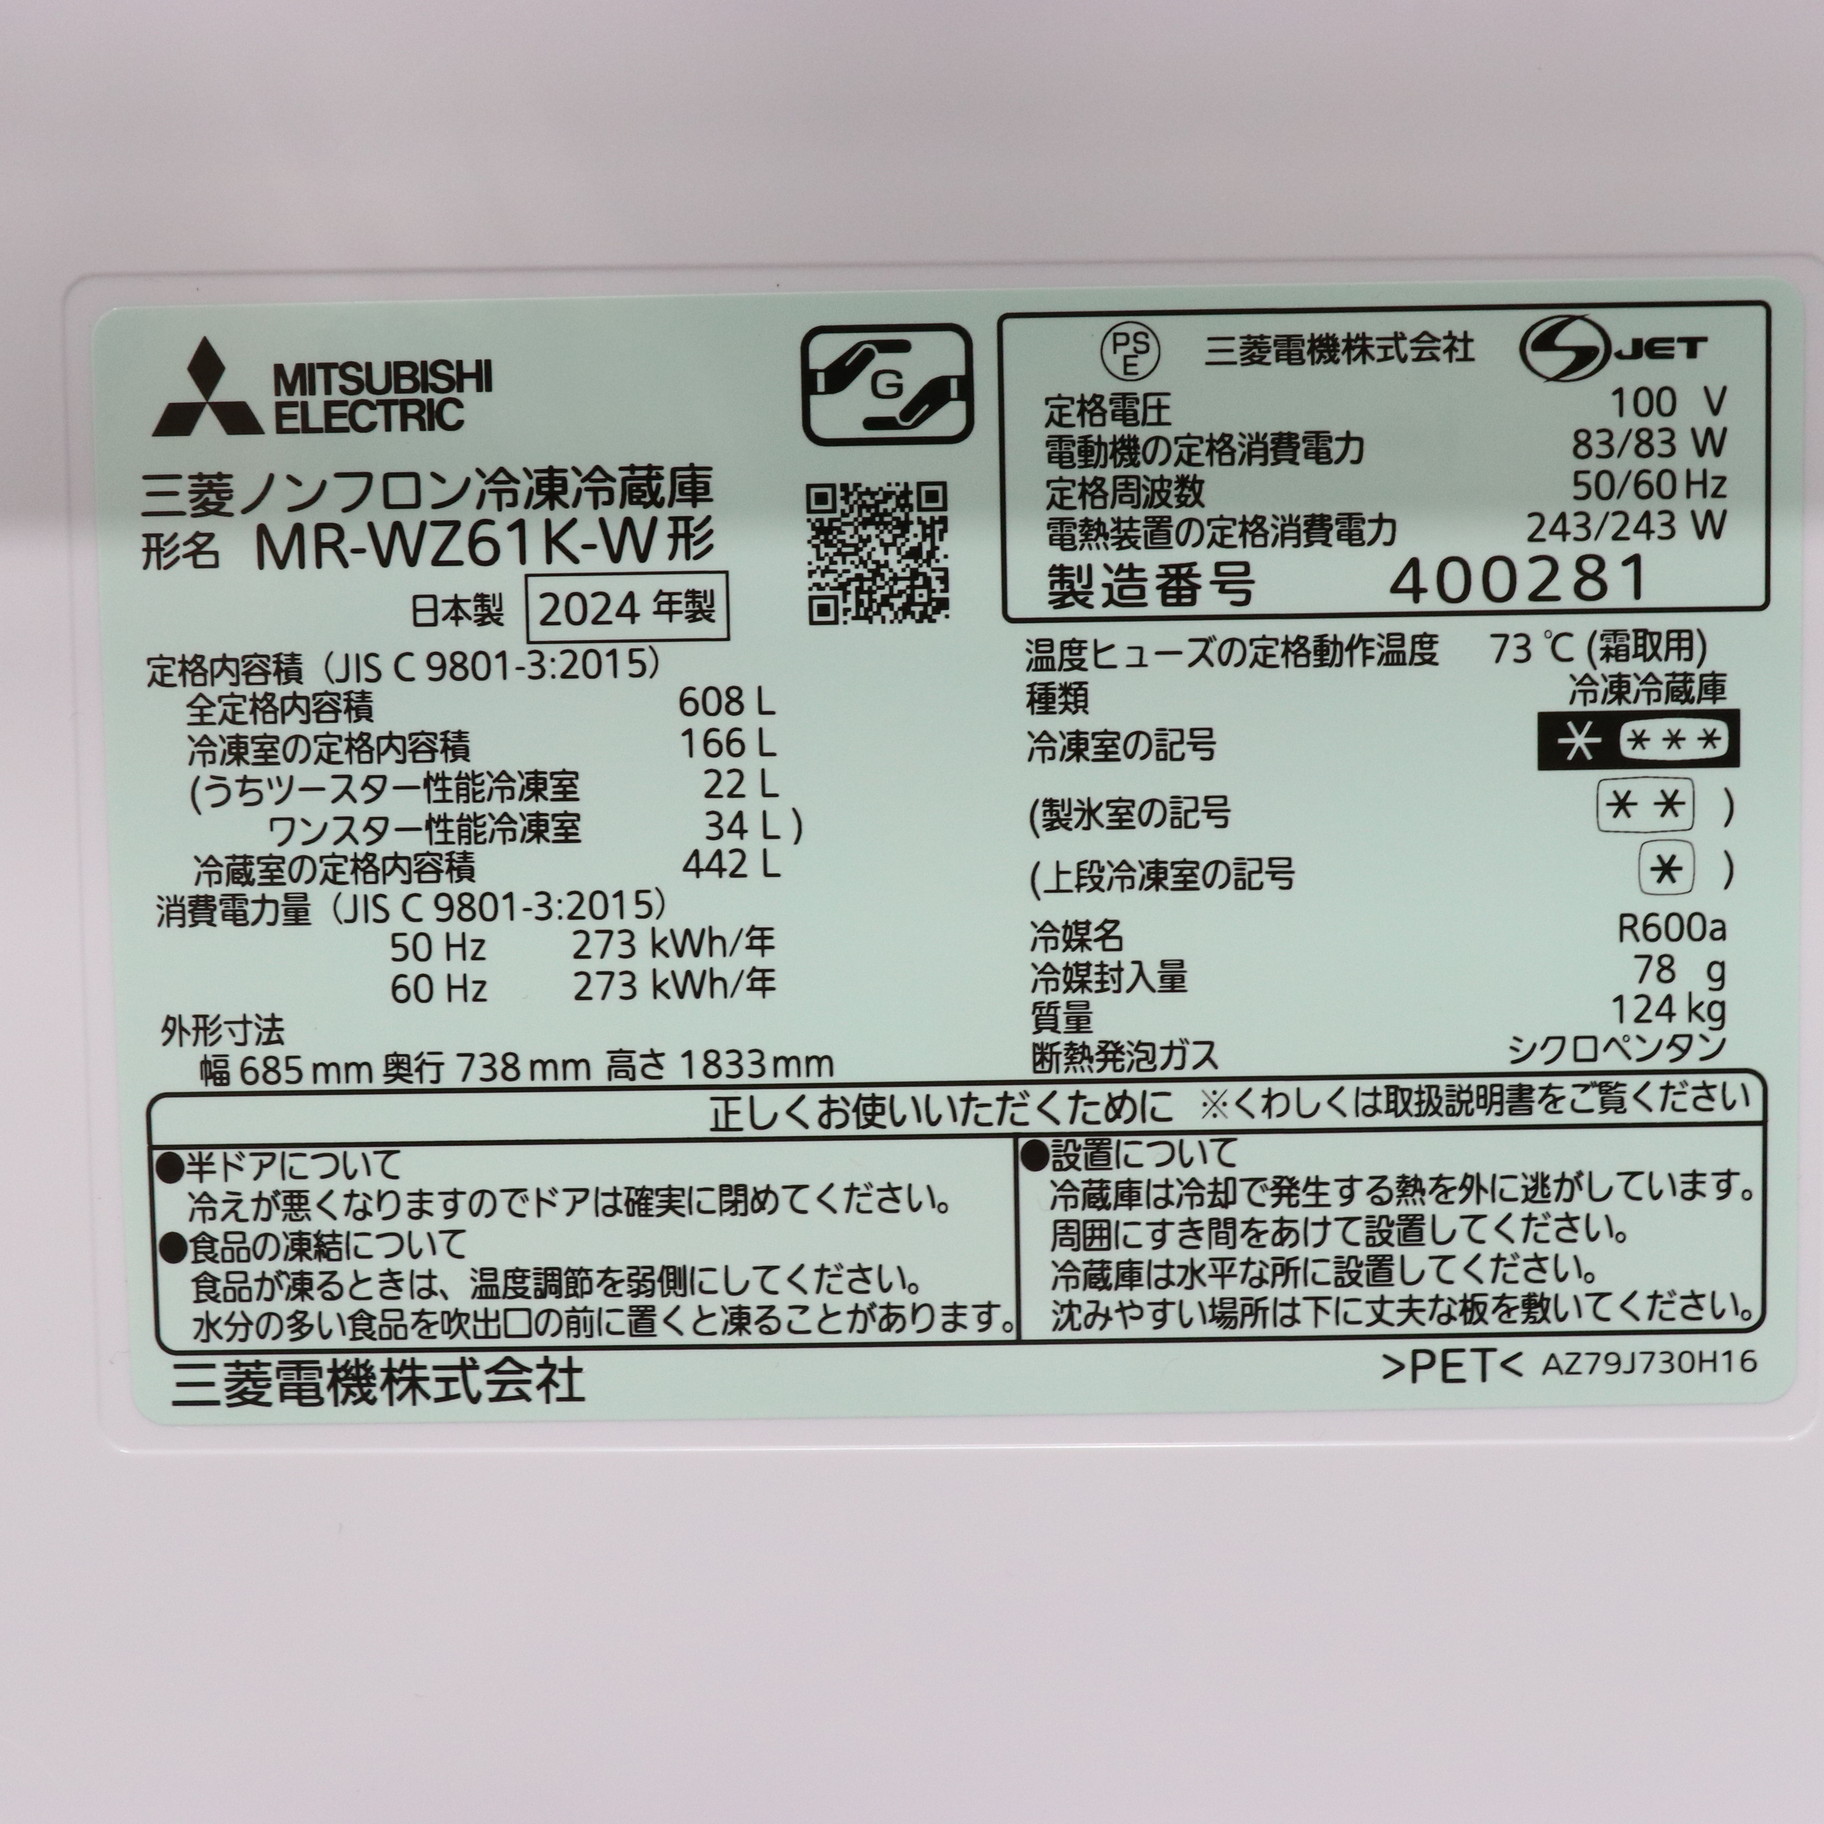 MITSUBISHI
ELECTRIC
G
三菱ノンフロン冷凍冷蔵庫
形名 MR-WZ61K-W形
日本製 2024 年製
定格内容積（JIS C 9801-3:2015）
全定格内容積 608 L
冷凍室の定格内容積 166 L
(うちツースター性能冷凍室 22 L
ワンスター性能冷凍室 34 L )
冷蔵室の定格内容積 442 L
消費電力量（JIS C 9801-3:2015）
50 Hz 273 kWh/年
60 Hz 273 kWh/年
外形寸法
幅 685 mm 奥行 738 mm 高さ 1833 mm
PSE 三菱電機株式会社 JET
定格電圧 100 V
電動機の定格消費電力 83/83 W
定格周波数 50/60 Hz
電熱装置の定格消費電力 243/243 W
製造番号 400281
温度ヒューズの定格動作温度 73 ℃ (霜取用)
種類 冷凍冷蔵庫
冷凍室の記号 * ***
(製氷室の記号 ** )
(上段冷凍室の記号 * )
冷媒名 R600a
冷媒封入量 78 g
質量 124 kg
断熱発泡ガス シクロペンタン
正しくお使いいただくために ※くわしくは取扱説明書をご覧ください
●半ドアについて
冷えが悪くなりますのでドアは確実に閉めてください。
●食品の凍結について
食品が凍るときは、温度調節を弱側にしてください。
水分の多い食品を吹出口の前に置くと凍ることがあります。
●設置について
冷蔵庫は冷却で発生する熱を外に逃がしています。
周囲にすき間をあけて設置してください。
冷蔵庫は水平な所に設置してください。
沈みやすい場所は下に丈夫な板を敷いてください。
三菱電機株式会社
>PET< AZ79J730H16